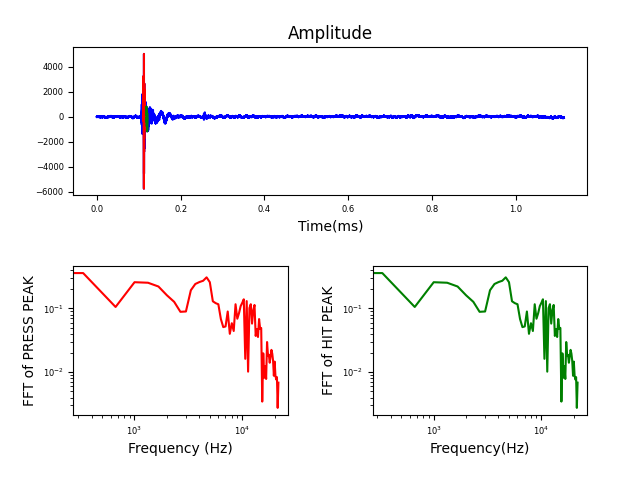 Amplitude
4000
2000
0
−2000
−4000
−6000
0.0 0.2 0.4 0.6 0.8 1.0
Time(ms)
FFT of PRESS PEAK
10⁻¹
10⁻²
10³ 10⁴
Frequency (Hz)
FFT of HIT PEAK
10⁻¹
10⁻²
10³ 10⁴
Frequency(Hz)